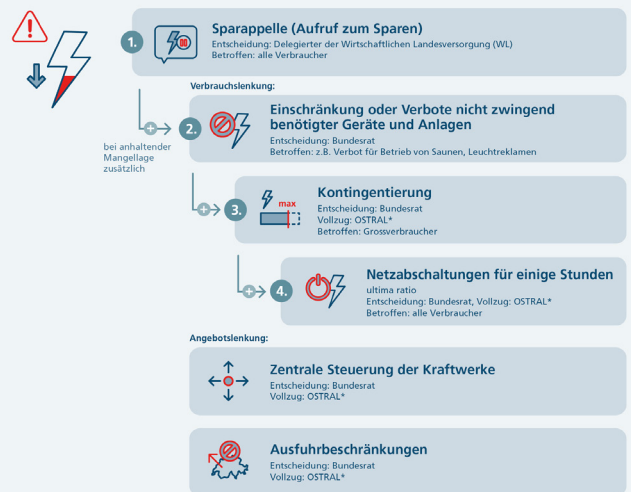 1.
Sparappelle (Aufruf zum Sparen)
Entscheidung: Delegierter der Wirtschaftlichen Landesversorgung (WL)
Betroffen: alle Verbraucher
Verbrauchslenkung:
bei anhaltender
Mangellage
zusätzlich
2.
Einschränkung oder Verbote nicht zwingend
benötigter Geräte und Anlagen
Entscheidung: Bundesrat
Betroffen: z.B. Verbot für Betrieb von Saunen, Leuchtreklamen
3.
max
Kontingentierung
Entscheidung: Bundesrat
Vollzug: OSTRAL*
Betroffen: Grossverbraucher
4.
Netzabschaltungen für einige Stunden
ultima ratio
Entscheidung: Bundesrat, Vollzug: OSTRAL*
Betroffen: alle Verbraucher
Angebotslenkung:
Zentrale Steuerung der Kraftwerke
Entscheidung: Bundesrat
Vollzug: OSTRAL*
Ausfuhrbeschränkungen
Entscheidung: Bundesrat
Vollzug: OSTRAL*